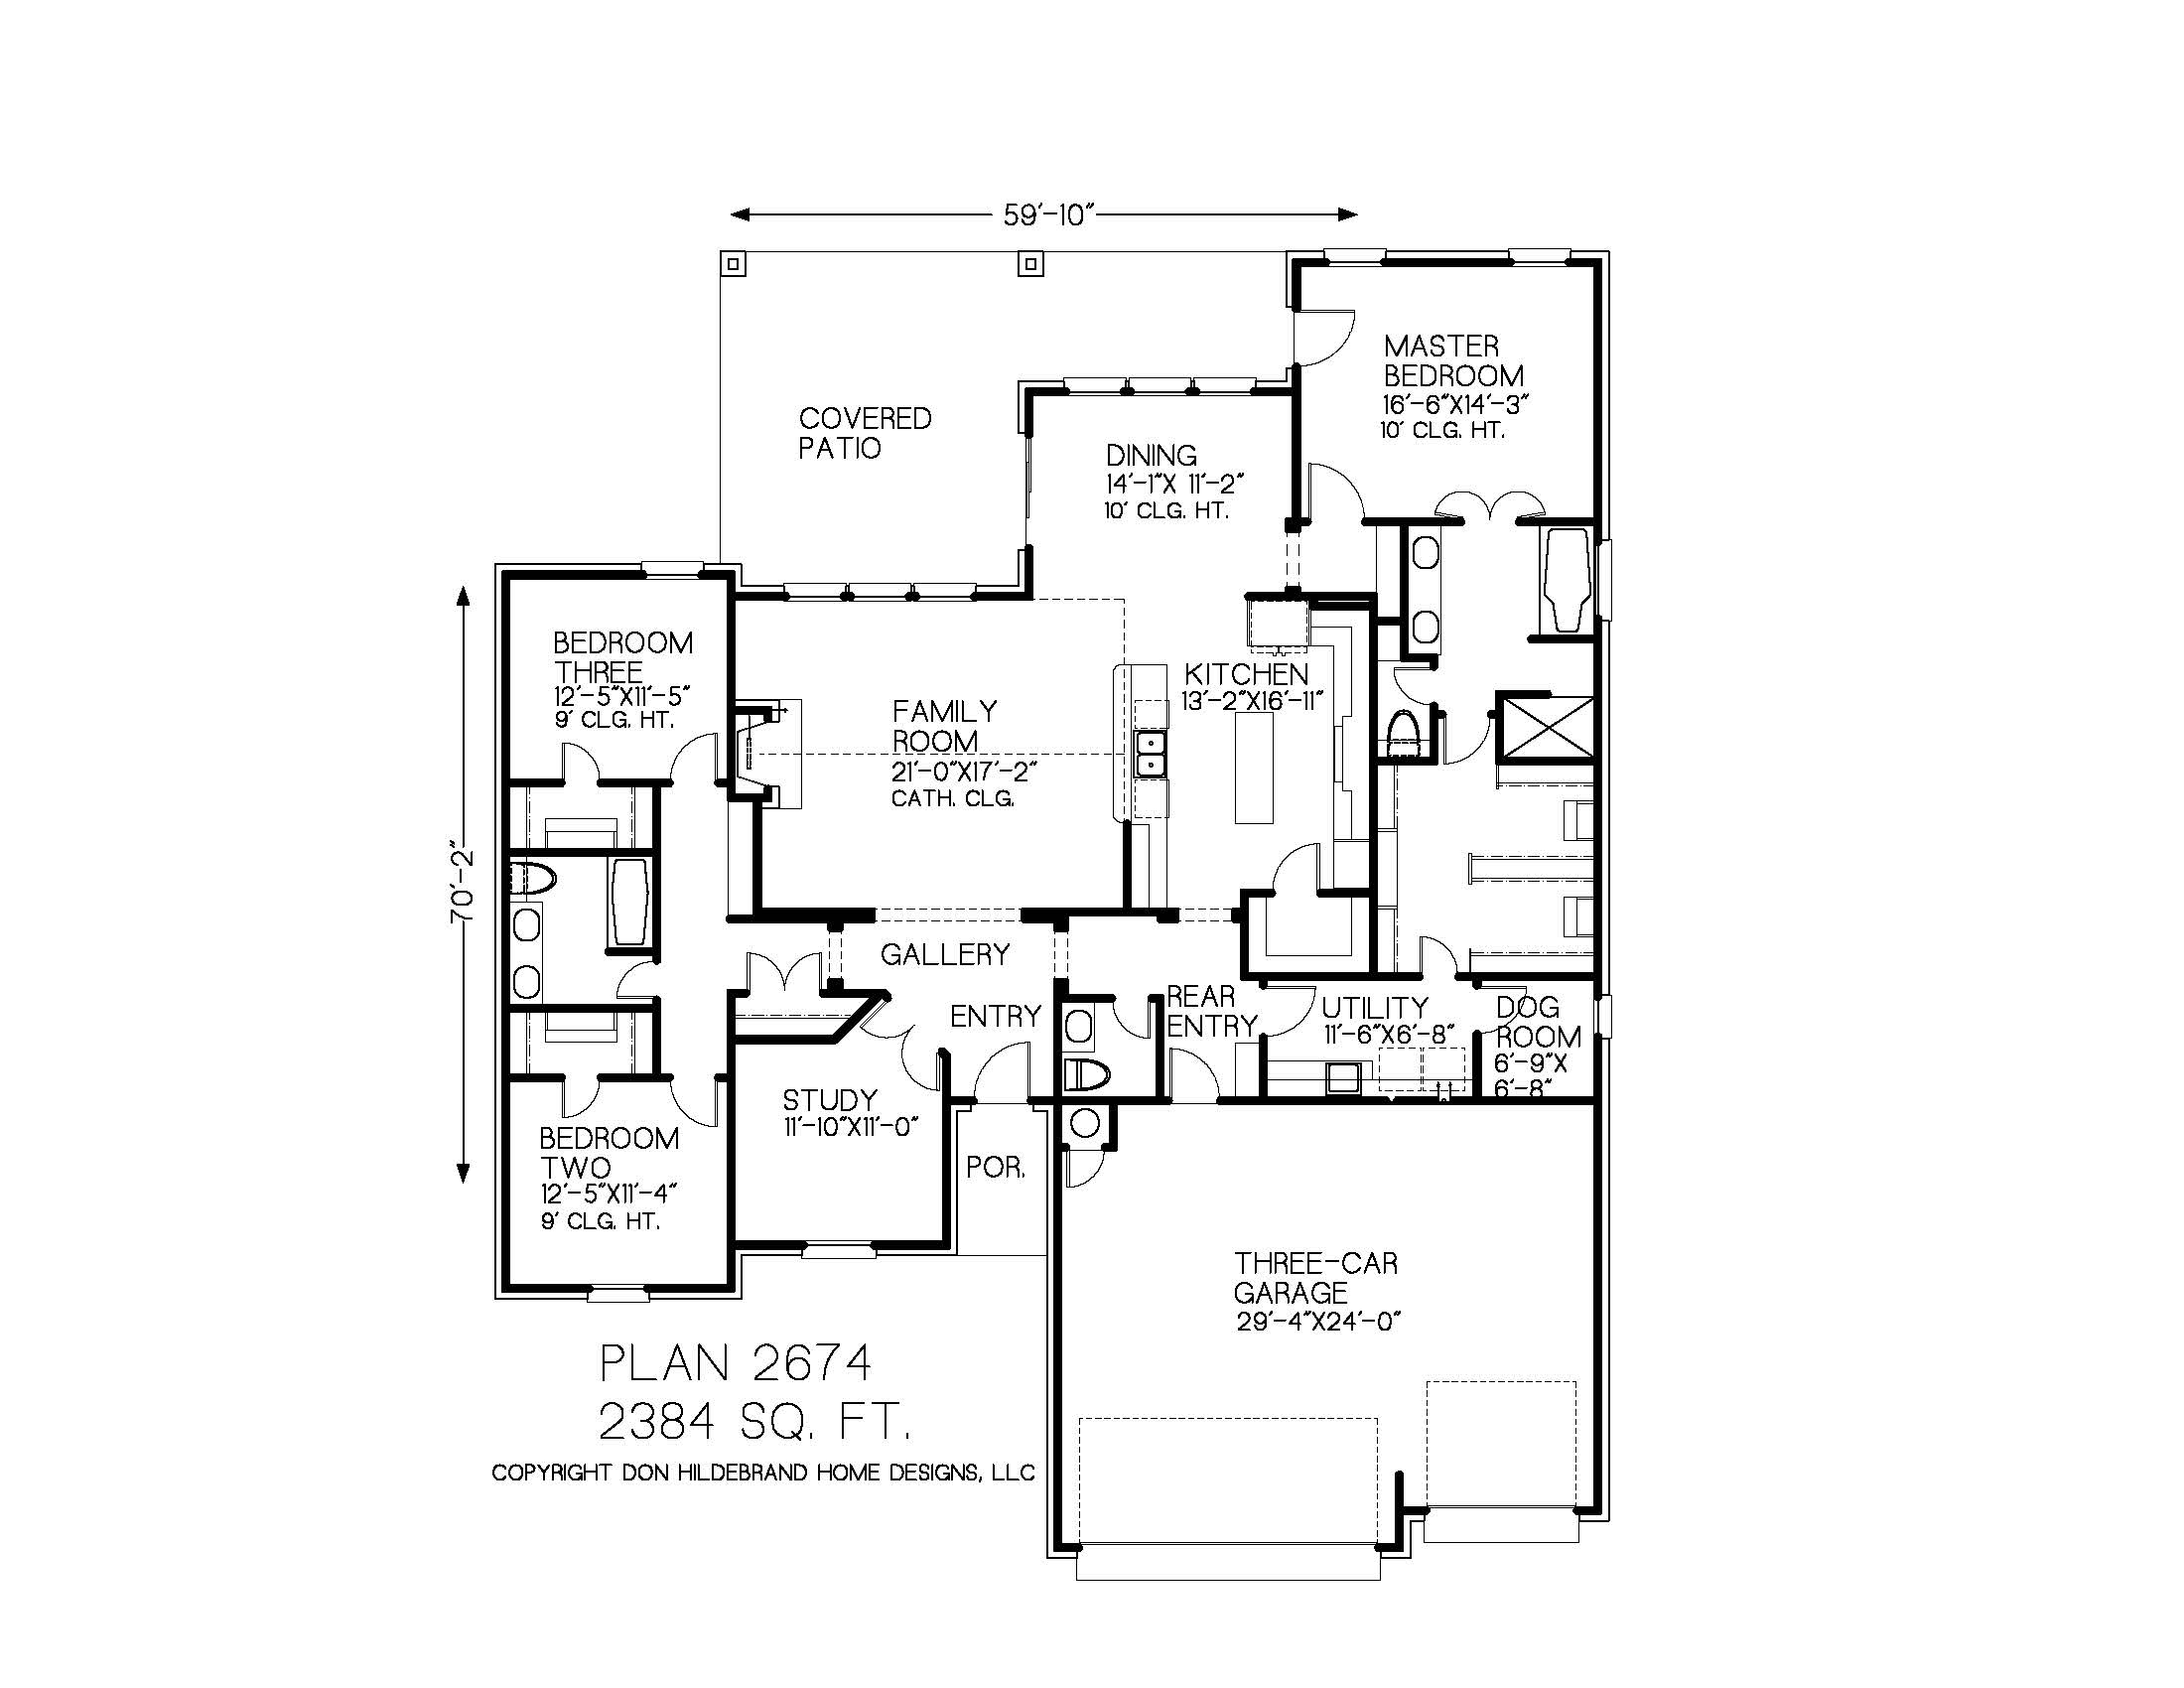 59'-10"
MASTER
BEDROOM
16'-6"X14'-3"
10' CLG. HT.
COVERED
PATIO
DINING
14'-1"X 11'-2"
10' CLG. HT.
BEDROOM
THREE
12'-5"X11'-5"
9' CLG. HT.
FAMILY
ROOM
21'-0"X17'-2"
CATH. CLG.
KITCHEN
13'-2"X16'-11"
70'-2"
GALLERY
ENTRY
REAR
ENTRY
UTILITY
11'-6"X6'-8"
DOG
ROOM
6'-9"X
6'-8"
STUDY
11'-10"X11'-0"
BEDROOM
TWO
12'-5"X11'-4"
9' CLG. HT.
POR.
THREE-CAR
GARAGE
29'-4"X24'-0"
PLAN 2674
2384 SQ. FT.
COPYRIGHT DON HILDEBRAND HOME DESIGNS, LLC